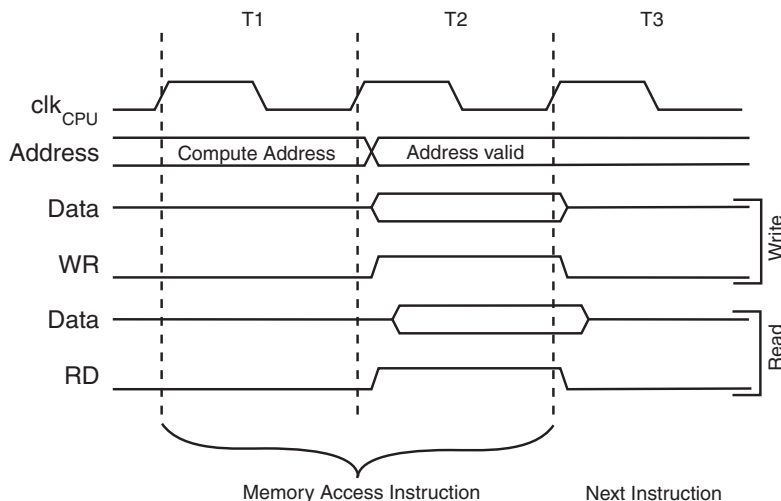 T1 T2 T3
clkCPU
Address Compute Address Address valid
Data
WR
Write
Data
RD
Read
Memory Access Instruction Next Instruction